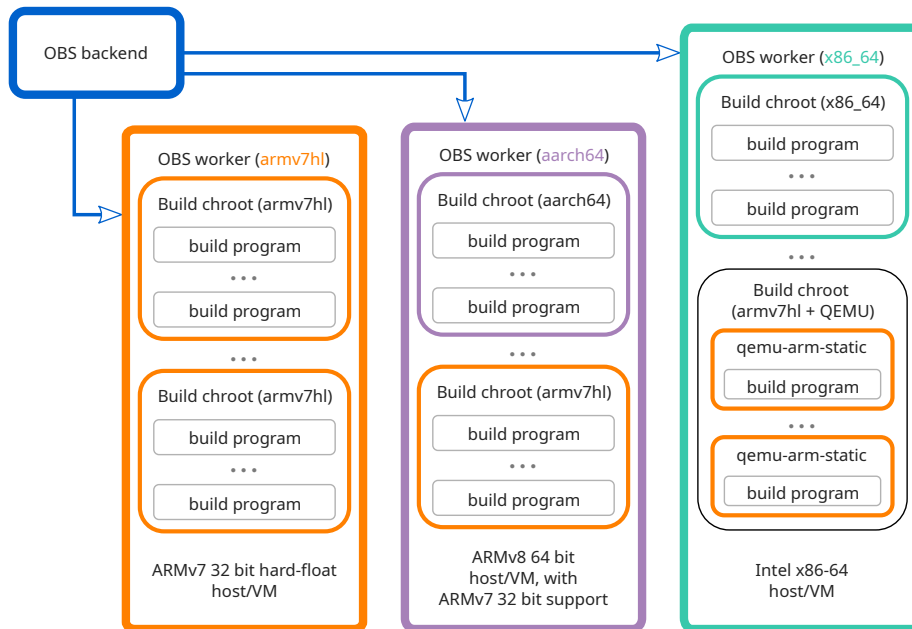 OBS backend
OBS worker (armv7hl)
Build chroot (armv7hl)
build program
...
build program
...
Build chroot (armv7hl)
build program
...
build program
ARMv7 32 bit hard-float
host/VM
OBS worker (aarch64)
Build chroot (aarch64)
build program
...
build program
...
Build chroot (armv7hl)
build program
...
build program
ARMv8 64 bit
host/VM, with
ARMv7 32 bit support
OBS worker (x86_64)
Build chroot (x86_64)
build program
...
build program
...
Build chroot
(armv7hl + QEMU)
qemu-arm-static
build program
...
qemu-arm-static
build program
Intel x86-64
host/VM